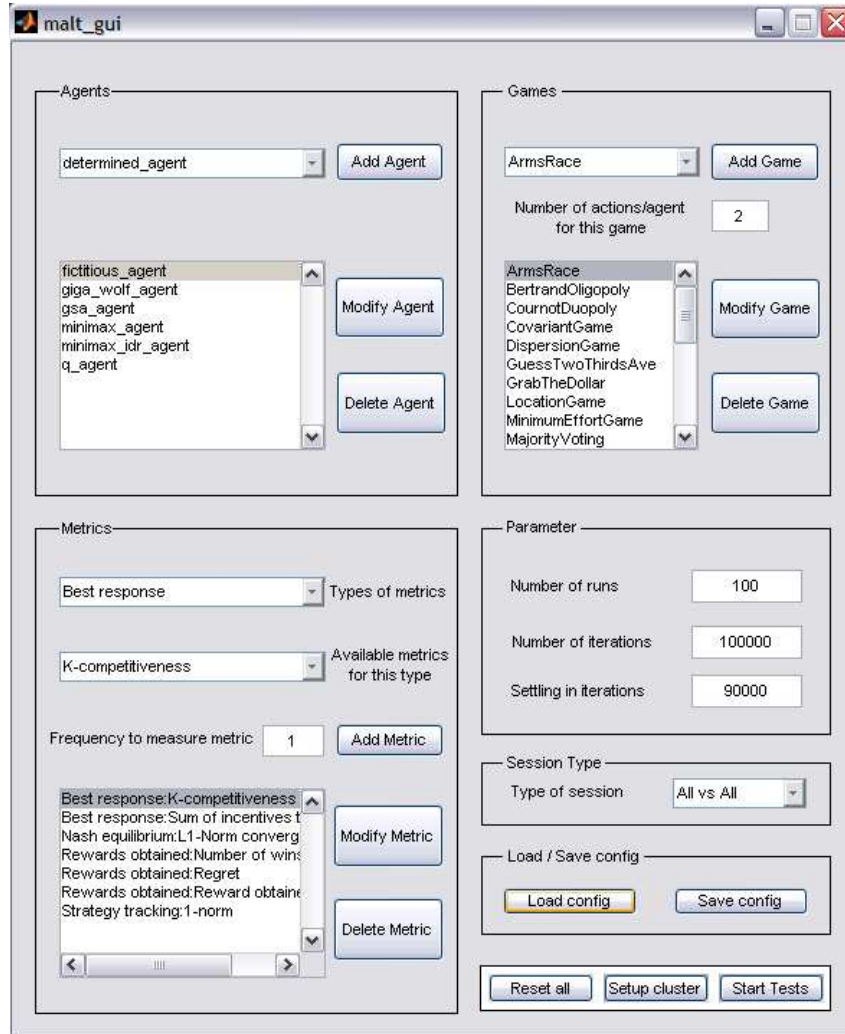 malt_gui
Agents
determined_agent
Add Agent
fictitious_agent
giga_wolf_agent
gsa_agent
minimax_agent
minimax_idr_agent
q_agent
Modify Agent
Delete Agent
Games
ArmsRace
Add Game
Number of actions/agent
for this game
2
ArmsRace
BertrandOligopoly
CournotDuopoly
CovariantGame
DispersionGame
GuessTwoThirdsAve
GrabTheDollar
LocationGame
MinimumEffortGame
MajorityVoting
Modify Game
Delete Game
Metrics
Best response
Types of metrics
K-competitiveness
Available metrics
for this type
Frequency to measure metric
1
Add Metric
Best response:K-competitiveness
Best response:Sum of incentives t
Nash equilibrium:L1-Norm converg
Rewards obtained:Number of wins
Rewards obtained:Regret
Rewards obtained:Reward obtaine
Strategy tracking:1-norm
Modify Metric
Delete Metric
Parameter
Number of runs
100
Number of iterations
100000
Settling in iterations
90000
Session Type
Type of session
All vs All
Load / Save config
Load config
Save config
Reset all
Setup cluster
Start Tests